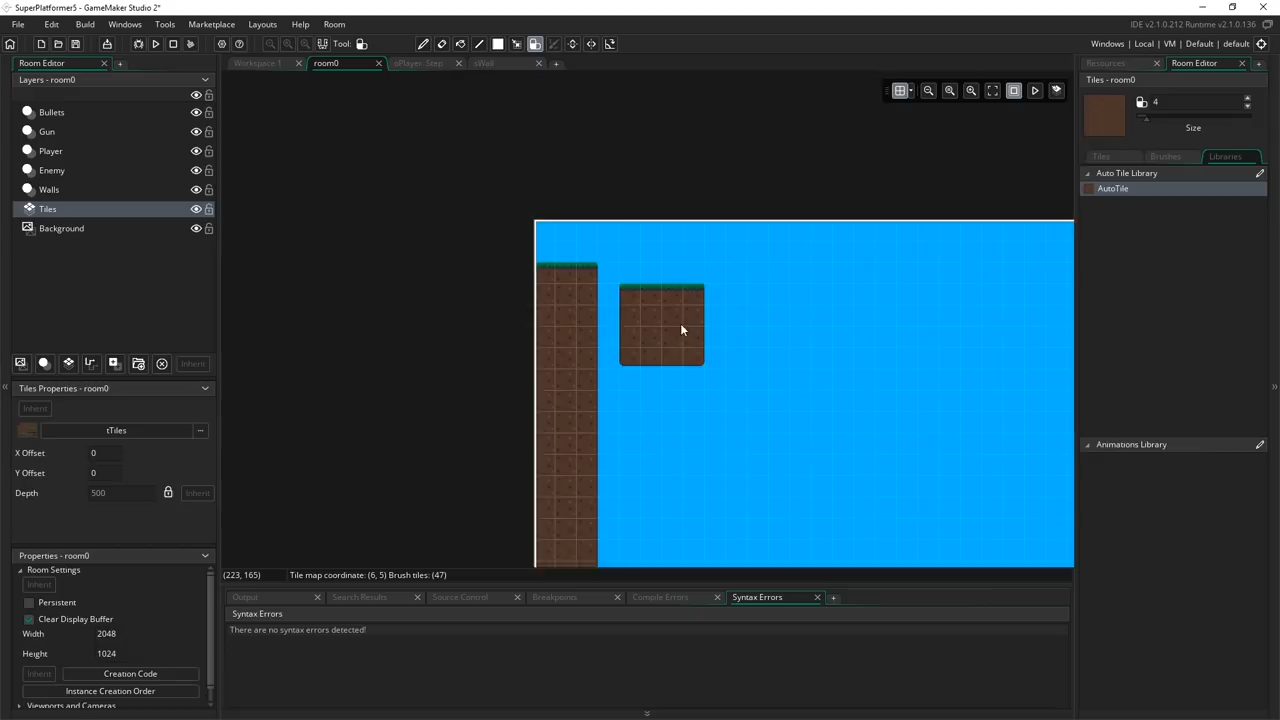 SuperPlatformer5 - GameMaker Studio 2*
File Edit Build Windows Tools Marketplace Layouts Help Room
IDE v2.1.0.212 Runtime v2.1.0.136
Tool:
Windows | Local | VM | Default | default
Room Editor
Workspace 1
room0
oPlayer: Step
sWall
Resources
Room Editor
Layers - room0
Tiles - room0
Bullets
4
Gun
Size
Player
Tiles
Brushes
Libraries
Enemy
Auto Tile Library
Walls
AutoTile
Tiles
Background
Inherit
Tiles Properties - room0
Inherit
tTiles
...
Animations Library
X Offset 0
Y Offset 0
Depth 500
Inherit
Properties - room0
Room Settings
Inherit
(223, 165)
Tile map coordinate: (6, 5) Brush tiles: (47)
Persistent
Output
Search Results
Source Control
Breakpoints
Compile Errors
Syntax Errors
Clear Display Buffer
Syntax Errors
Width 2048
There are no syntax errors detected!
Height 1024
Inherit
Creation Code
Instance Creation Order
Viewports and Cameras